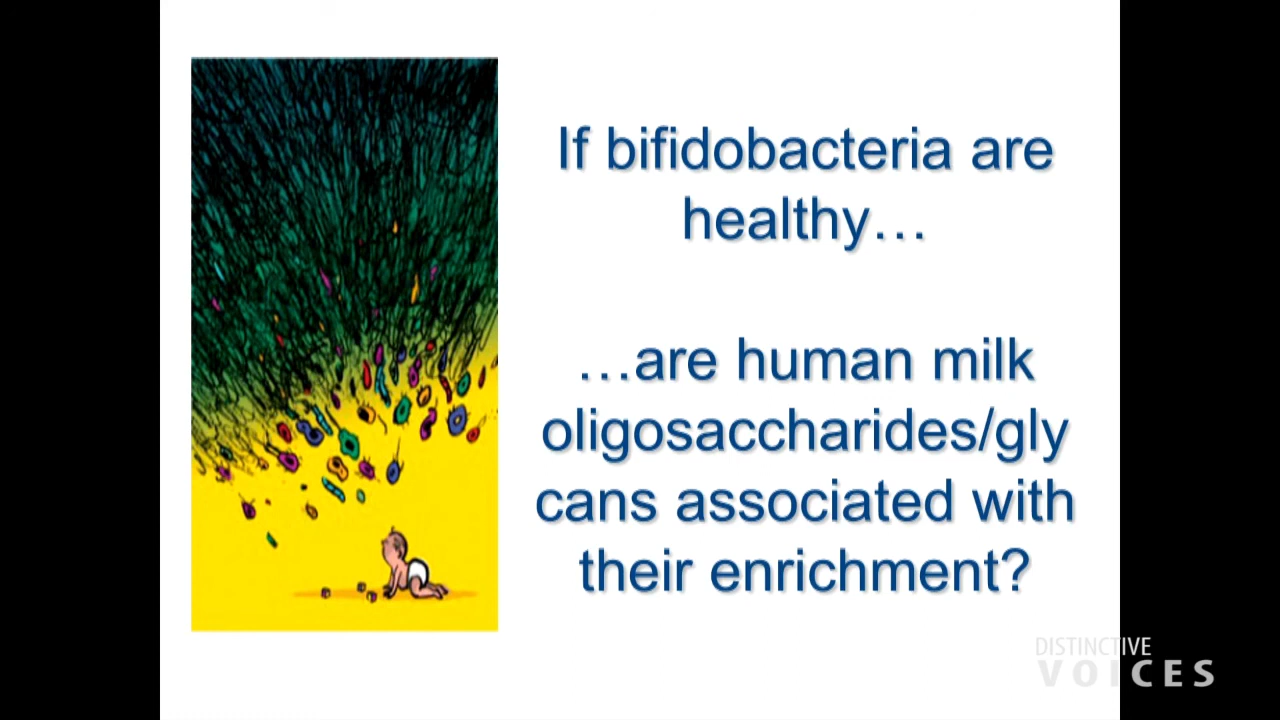 If bifidobacteria are
healthy…
…are human milk
oligosaccharides/gly
cans associated with
their enrichment?
DISTINCTIVE
VOICES